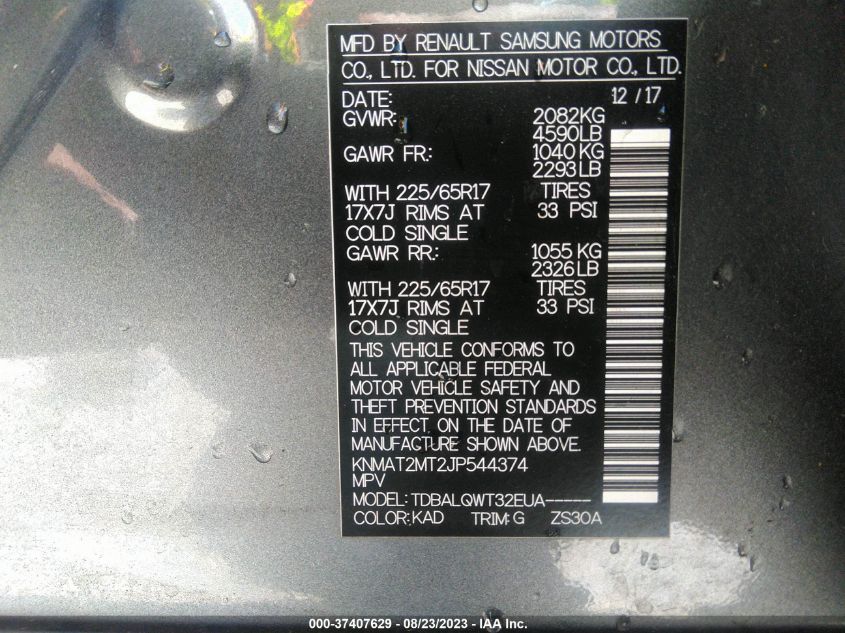 MFD BY RENAULT SAMSUNG MOTORS
CO., LTD. FOR NISSAN MOTOR CO., LTD.
DATE: 12 / 17
GVWR: 2082KG
4590LB
GAWR FR.: 1040 KG
2293 LB
WITH 225/65R17 TIRES
17X7J RIMS AT 33 PSI
COLD SINGLE
GAWR RR.: 1055 KG
2326 LB
WITH 225/65R17 TIRES
17X7J RIMS AT 33 PSI
COLD SINGLE
THIS VEHICLE CONFORMS TO
ALL APPLICABLE FEDERAL
MOTOR VEHICLE SAFETY AND
THEFT PREVENTION STANDARDS
IN EFFECT ON THE DATE OF
MANUFACTURE SHOWN ABOVE.
KNMAT2MT2JP544374
MPV
MODEL: TDBALQWT32EUA-----
COLOR: KAD TRIM: G ZS30A
000-37407629 - 08/23/2023 - IAA Inc.